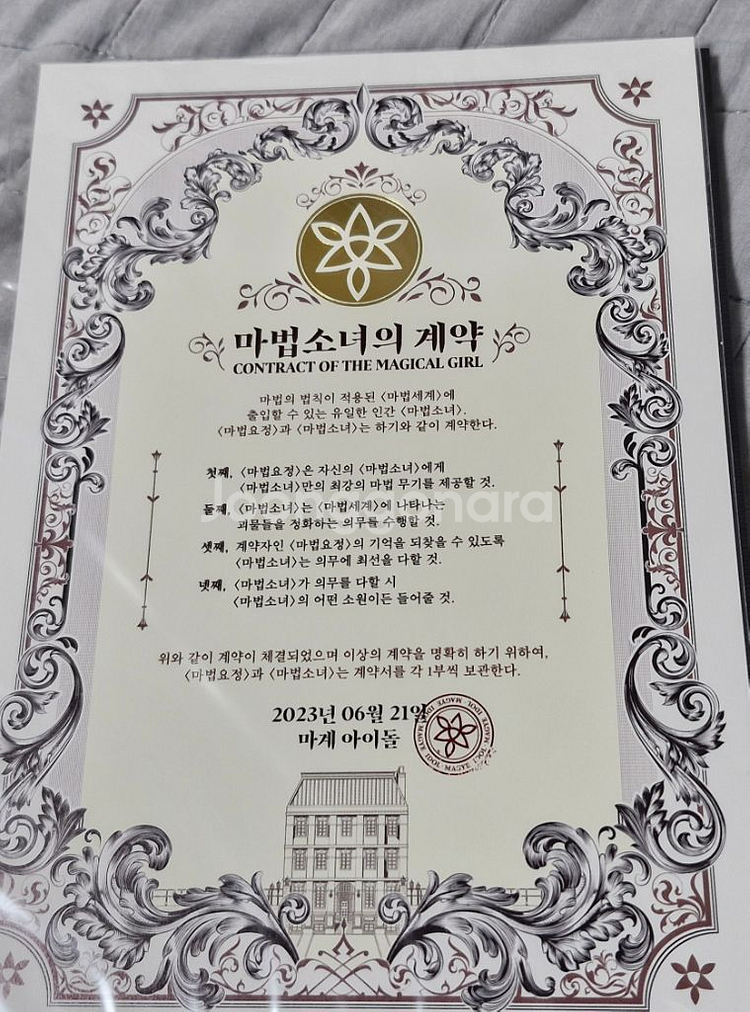 마법소녀의 계약
CONTRACT OF THE MAGICAL GIRL
마법의 법칙이 적용된 〈마법세계〉에
출입할 수 있는 유일한 인간 〈마법소녀〉.
〈마법요정〉과 〈마법소녀〉는 하기와 같이 계약한다.
첫째, 〈마법요정〉은 자신의 〈마법소녀〉에게
〈마법소녀〉만의 최강의 마법 무기를 제공할 것.
둘째, 〈마법소녀〉는 〈마법세계〉에 나타나는
괴물들을 정화하는 의무를 수행할 것.
셋째, 계약자인 〈마법요정〉의 기억을 되찾을 수 있도록
〈마법소녀〉는 의무에 최선을 다할 것.
넷째, 〈마법소녀〉가 의무를 다할 시
〈마법소녀〉의 어떤 소원이든 들어줄 것.
위와 같이 계약이 체결되었으며 이상의 계약을 명확히 하기 위하여,
〈마법요정〉과 〈마법소녀〉는 계약서를 각 1부씩 보관한다.
2023년 06월 21일
마계 아이돌
MAGYE IDOL · MAGYE IDOL · MAGYE IDOL
Joonggonara